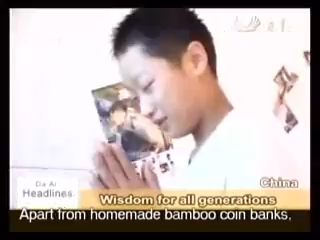 China
Da Ai
Headlines
Wisdom for all generations
Apart from homemade bamboo coin banks,